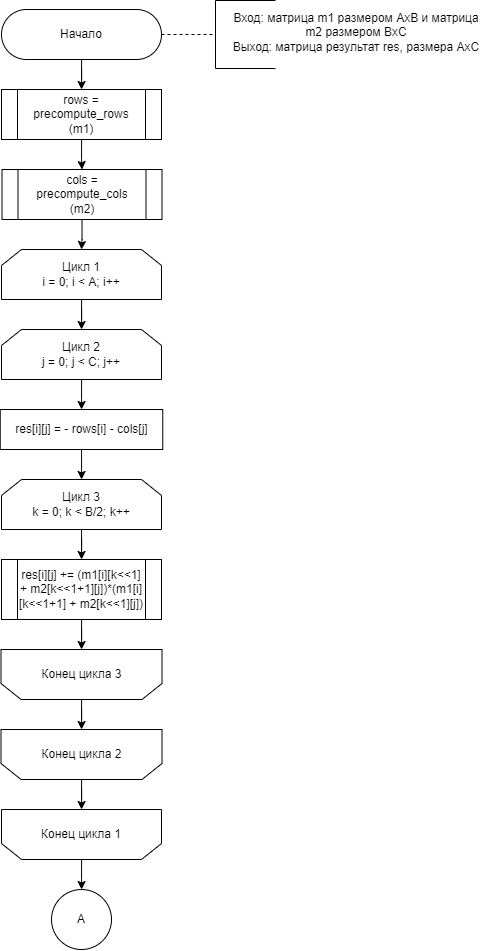 Начало
Вход: матрица m1 размером AxB и матрица
m2 размером BxC
Выход: матрица результат res, размера AxC
rows =
precompute_rows
(m1)
cols =
precompute_cols
(m2)
Цикл 1
i = 0; i < A; i++
Цикл 2
j = 0; j < C; j++
res[i][j] = - rows[i] - cols[j]
Цикл 3
k = 0; k < B/2; k++
res[i][j] += (m1[i][k<<1]
+ m2[k<<1+1][j])*(m1[i]
[k<<1+1] + m2[k<<1][j])
Конец цикла 3
Конец цикла 2
Конец цикла 1
A